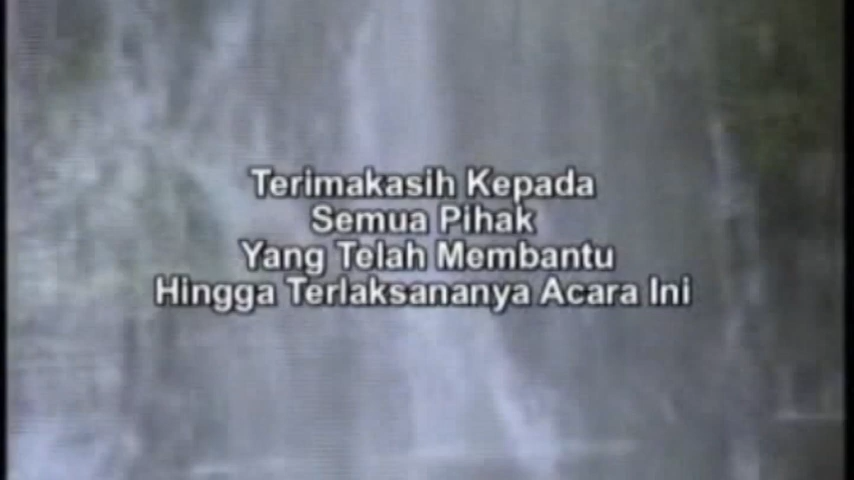 Terimakasih Kepada
Semua Pihak
Yang Telah Membantu
Hingga Terlaksananya Acara Ini